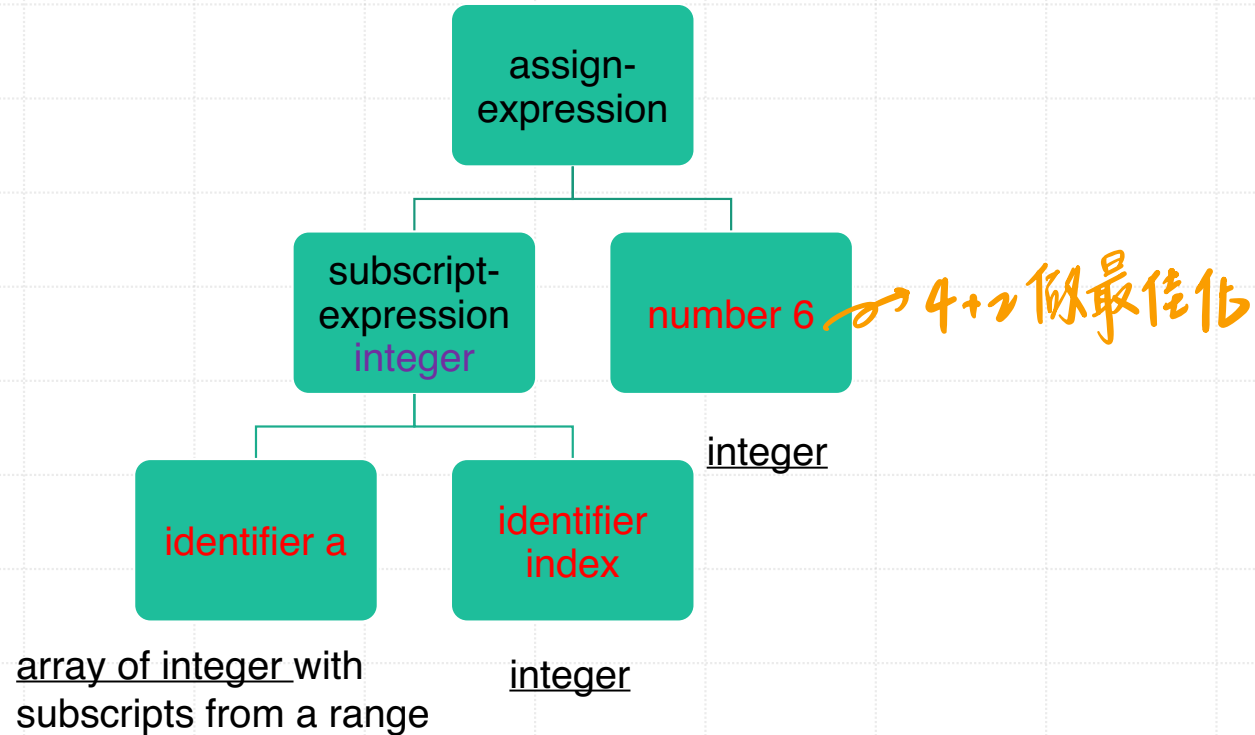 assign-
expression
subscript-
expression
integer
number 6
4+2 做最佳化
integer
identifier a
identifier
index
array of integer with
subscripts from a range
integer